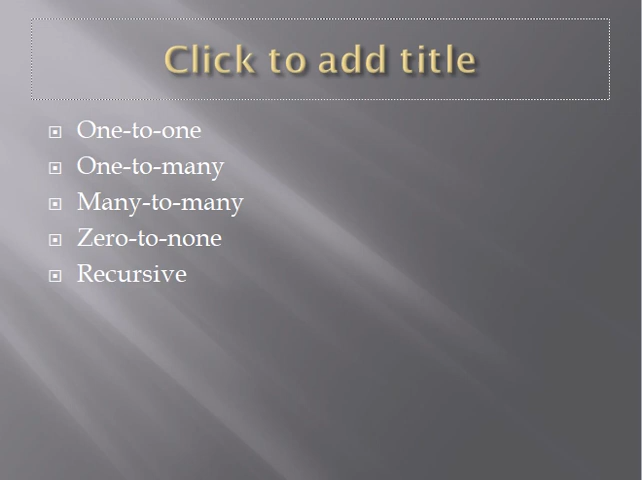 Click to add title
One-to-one
One-to-many
Many-to-many
Zero-to-none
Recursive